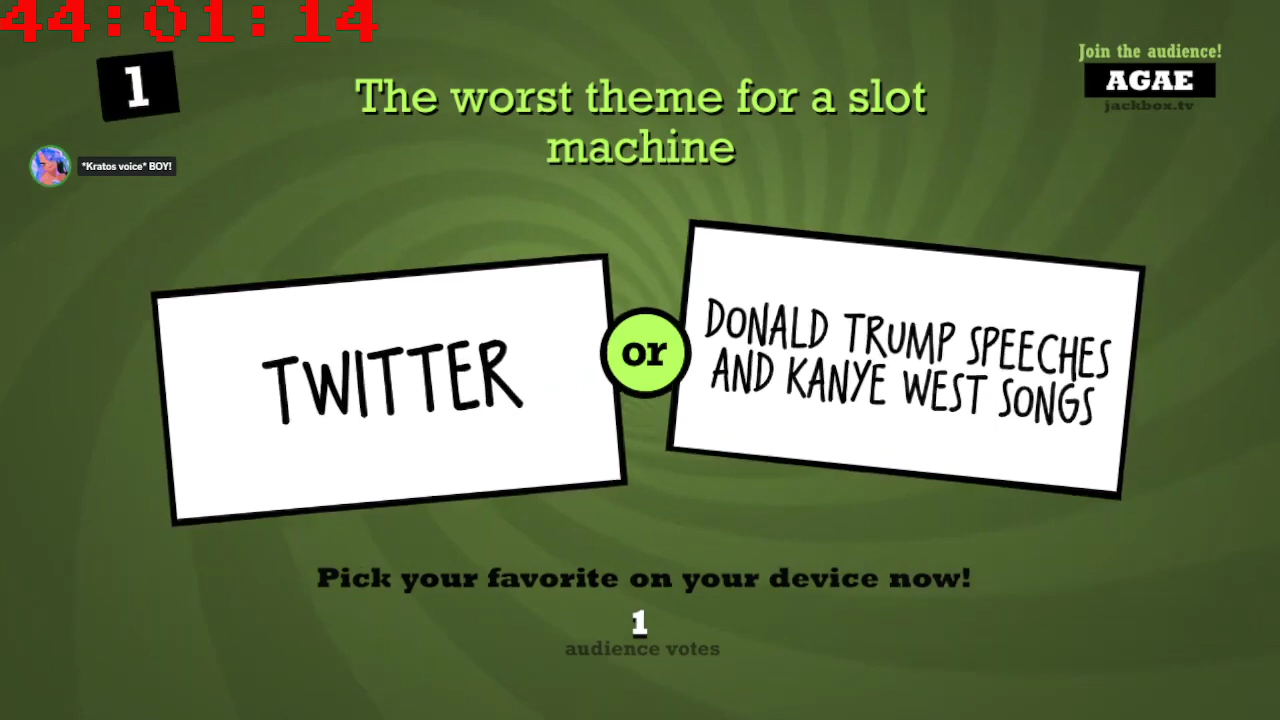 44:01:14
1
Join the audience!
AGAE
jackbox.tv
The worst theme for a slot
machine
*Kratos voice* BOY!
TWITTER
or
DONALD TRUMP SPEECHES
AND KANYE WEST SONGS
Pick your favorite on your device now!
1
audience votes